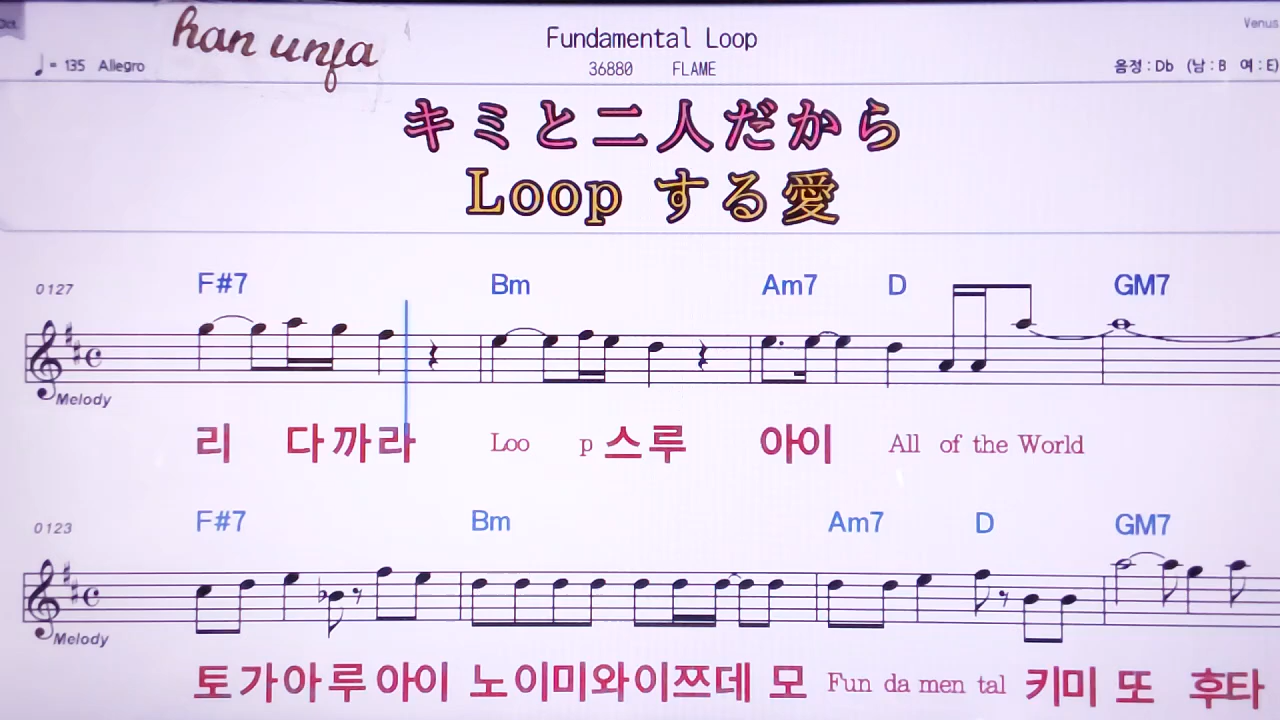 han unfa
Fundamental Loop
Venus
♩= 135 Allegro
36880 FLAME
음정 : Db (남 : B 여 : E)
キミと二人だから
Loop する愛
0127 F#7 Bm Am7 D GM7
Melody
리 다까라 Loo p 스루 아이 All of the World
0123 F#7 Bm Am7 D GM7
Melody
토가아루아이 노이미와이쯔데 모 Fun da men tal 키미 또 후타